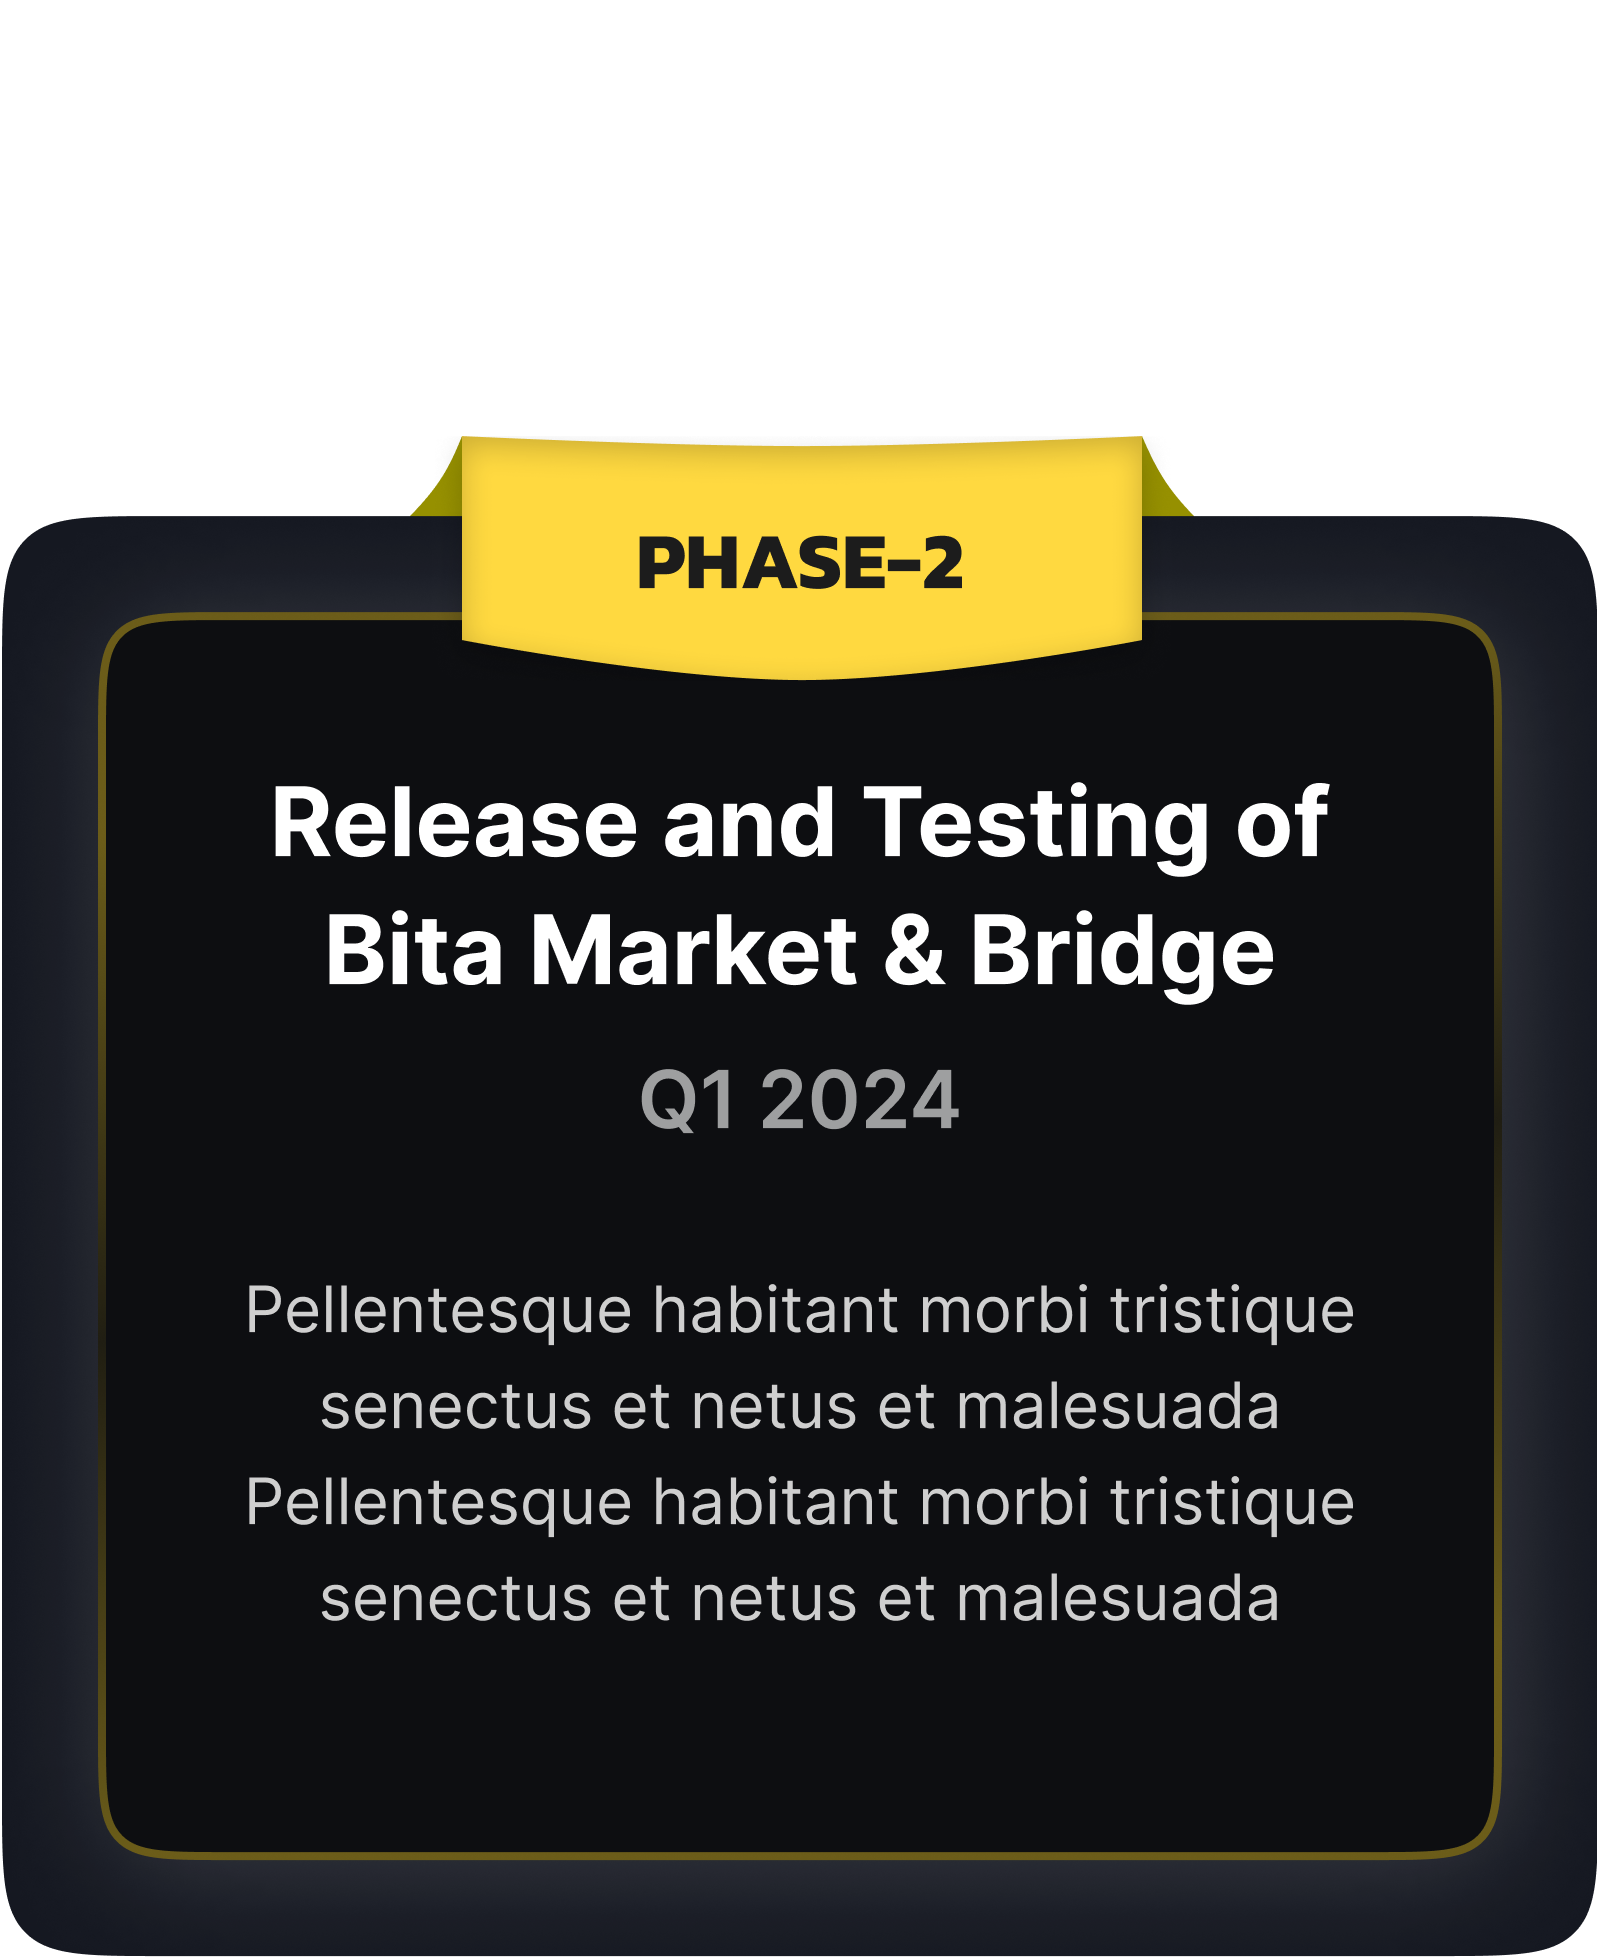 PHASE–2
Release and Testing of
Bita Market & Bridge
Q1 2024
Pellentesque habitant morbi tristique
senectus et netus et malesuada
Pellentesque habitant morbi tristique
senectus et netus et malesuada